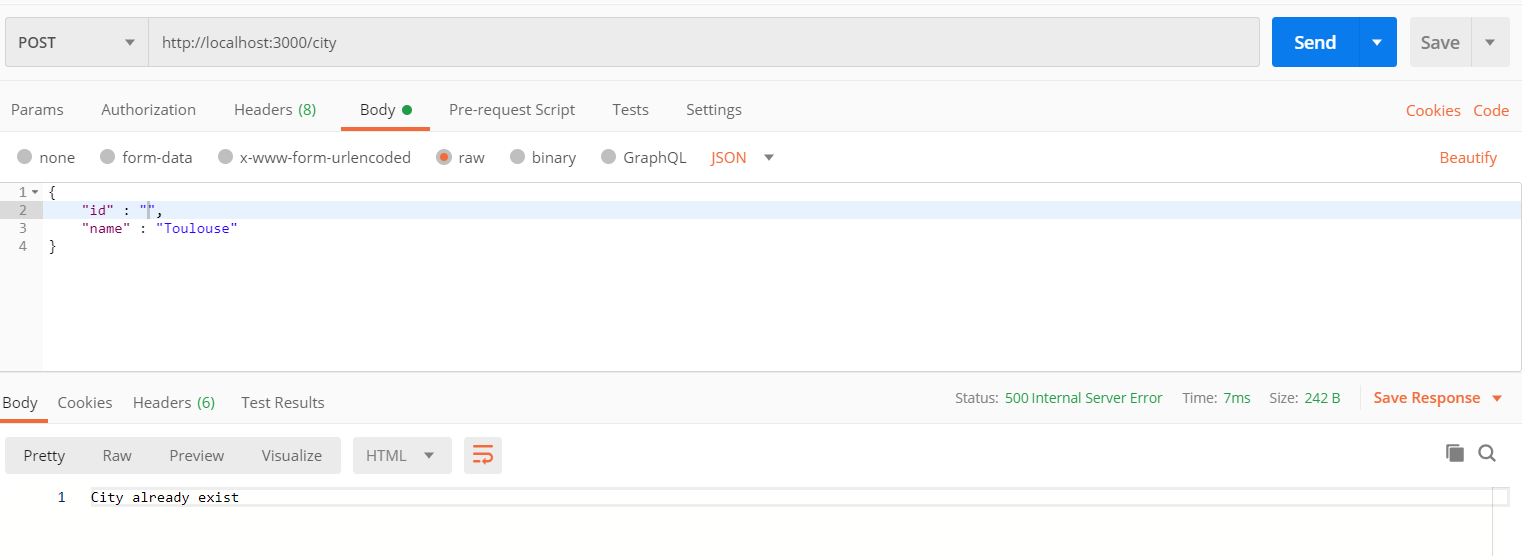 POST http://localhost:3000/city Send Save
Params Authorization Headers (8) Body Pre-request Script Tests Settings Cookies Code
none form-data x-www-form-urlencoded raw binary GraphQL JSON Beautify
1 {
2 "id" : "",
3 "name" : "Toulouse"
4 }
Body Cookies Headers (6) Test Results Status: 500 Internal Server Error Time: 7ms Size: 242 B Save Response
Pretty Raw Preview Visualize HTML
1 City already exist